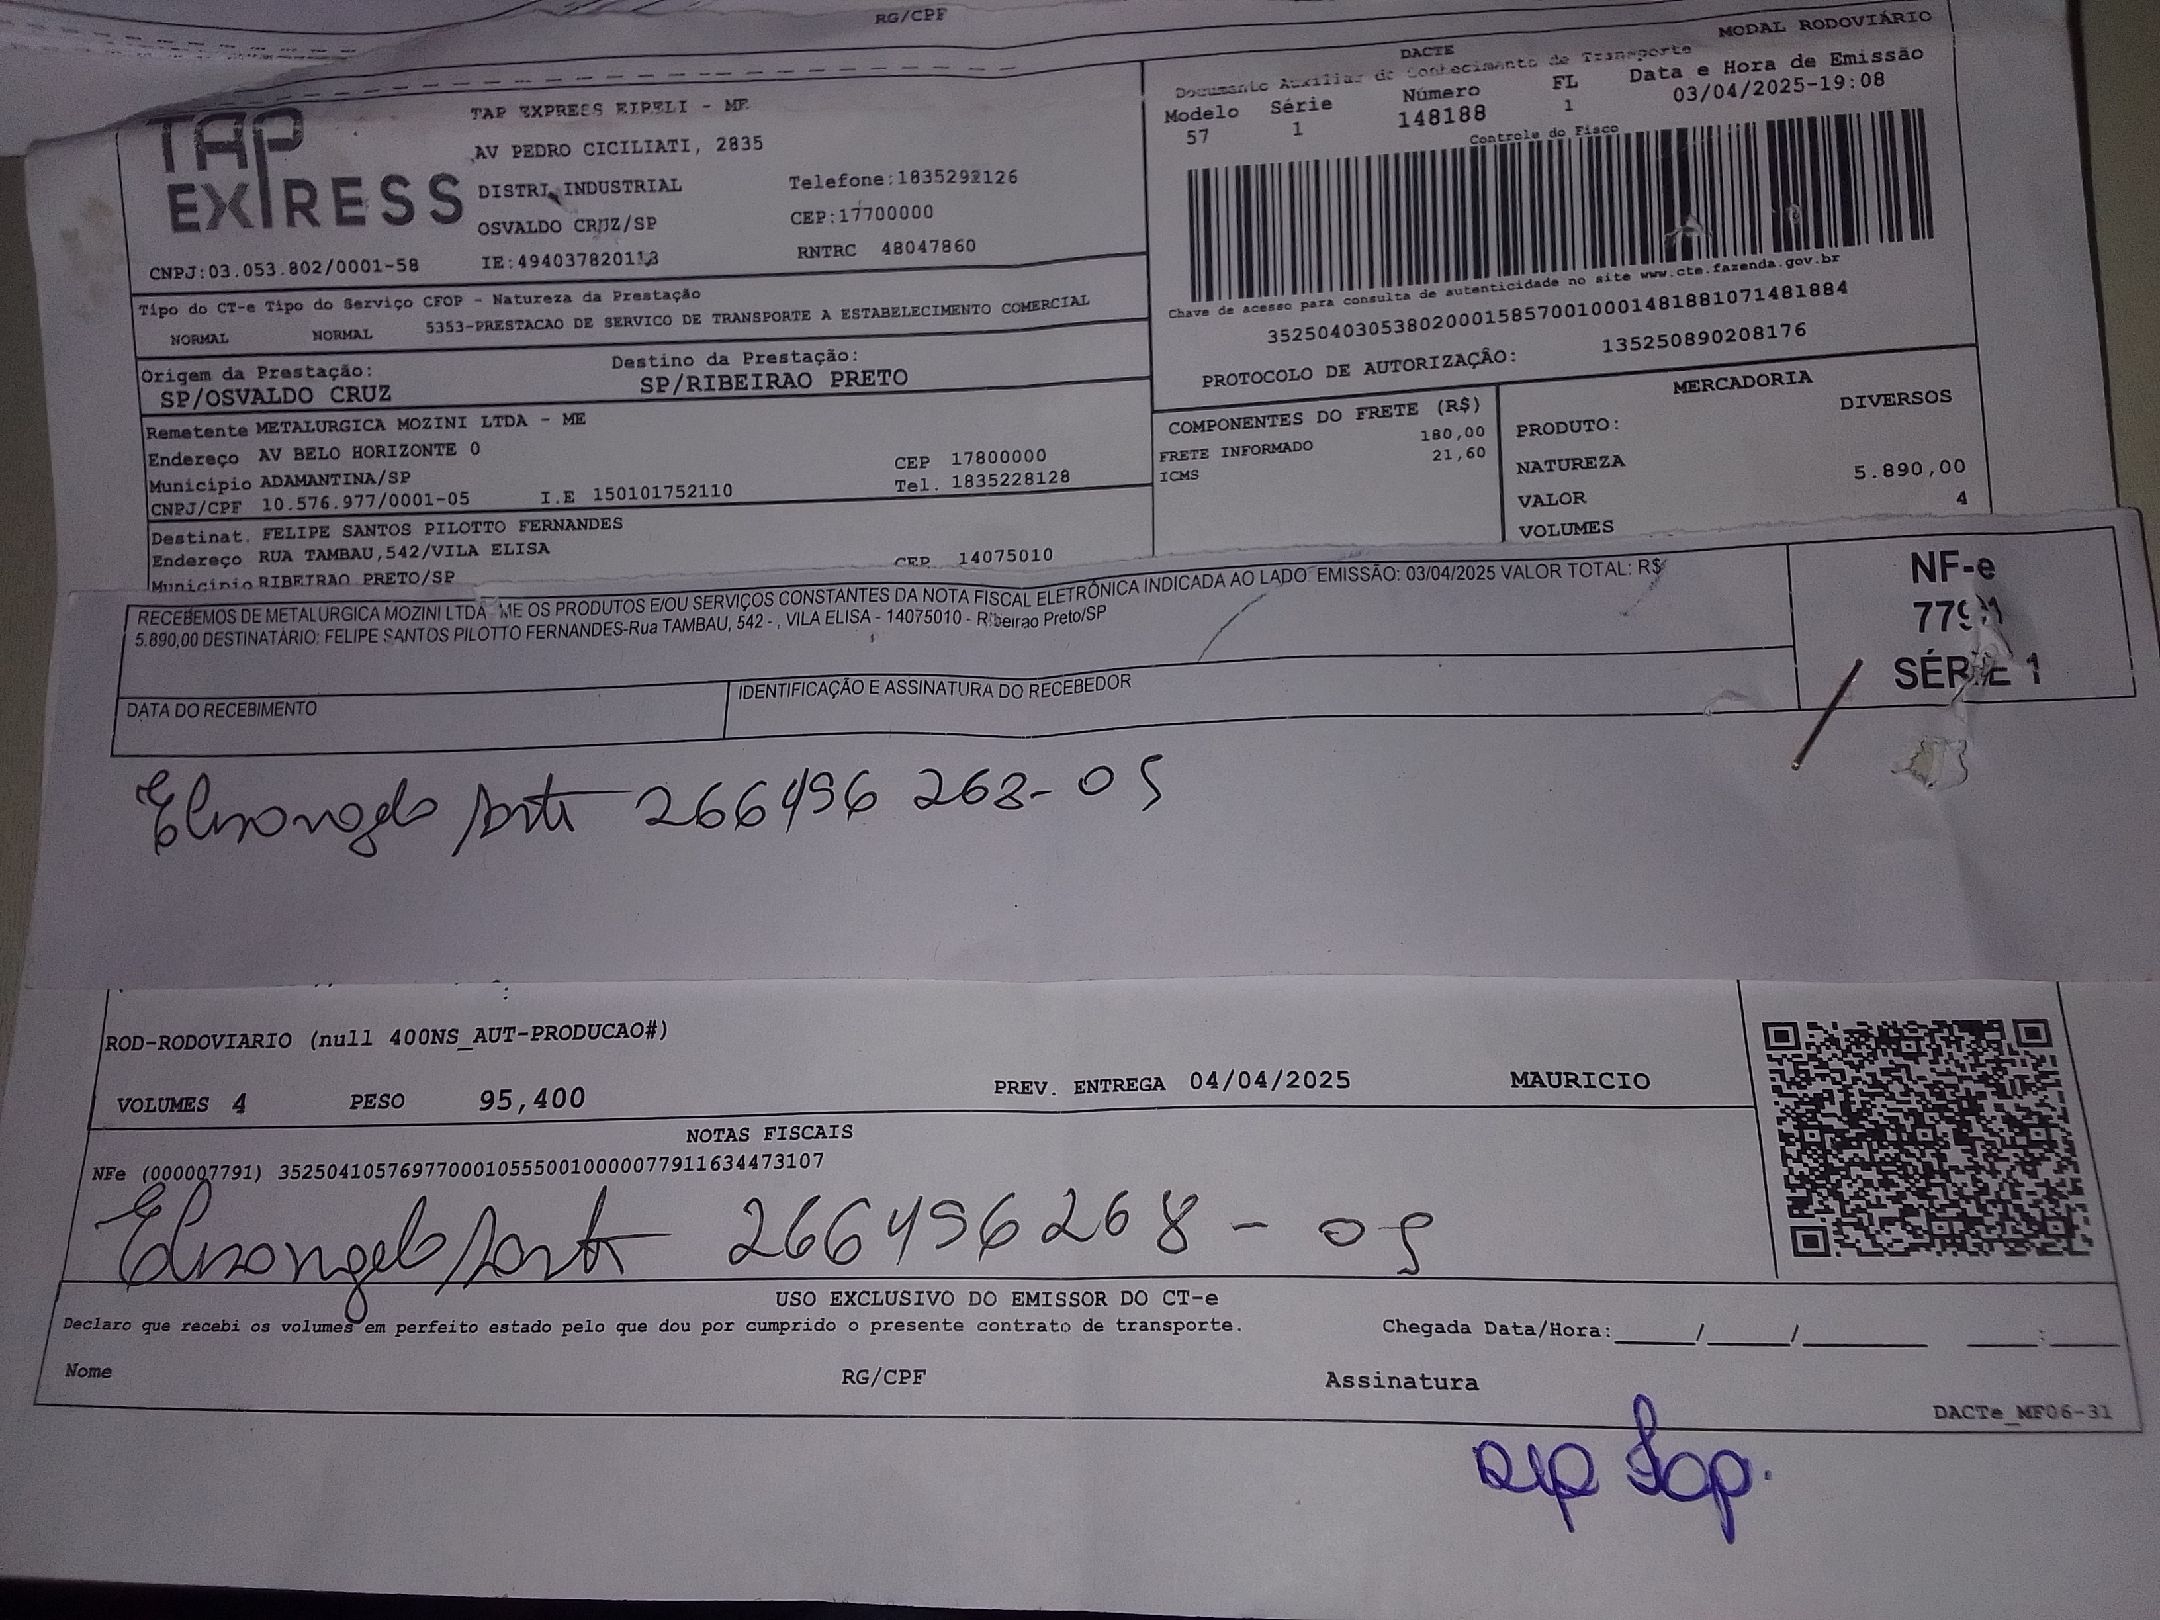 RG/CPF
TAP EXPRESS
TAP EXPRESS EIRELI - ME
AV PEDRO CICILIATI, 2835
DISTRI. INDUSTRIAL Telefone:1835292126
OSVALDO CRUZ/SP CEP:17700000
CNPJ:03.053.802/0001-58 IE:494037820113 RNTRC 48047860
MODAL RODOVIÁRIO
DACTE
Documento Auxiliar do Conhecimento de Transporte
Modelo Série Número FL Data e Hora de Emissão
57 1 148188 1 03/04/2025-19:08
Controle do Fisco
Chave de acesso para consulta de autenticidade no site www.cte.fazenda.gov.br
35250403053802000158570010001481881071481884
PROTOCOLO DE AUTORIZAÇÃO: 135250890208176
Tipo do CT-e Tipo do Serviço CFOP - Natureza da Prestação
NORMAL NORMAL 5353-PRESTACAO DE SERVICO DE TRANSPORTE A ESTABELECIMENTO COMERCIAL
Origem da Prestação: Destino da Prestação:
SP/OSVALDO CRUZ SP/RIBEIRAO PRETO
Remetente METALURGICA MOZINI LTDA - ME
Endereço AV BELO HORIZONTE 0 CEP 17800000
Município ADAMANTINA/SP Tel. 1835228128
CNPJ/CPF 10.576.977/0001-05 I.E 150101752110
Destinat. FELIPE SANTOS PILOTTO FERNANDES
Endereço RUA TAMBAU,542/VILA ELISA CEP 14075010
Município RIBEIRAO PRETO/SP
COMPONENTES DO FRETE (R$)
FRETE INFORMADO 180,00
ICMS 21,60
MERCADORIA
PRODUTO: DIVERSOS
NATUREZA
VALOR 5.890,00
VOLUMES 4
RECEBEMOS DE METALURGICA MOZINI LTDA ME OS PRODUTOS E/OU SERVIÇOS CONSTANTES DA NOTA FISCAL ELETRÔNICA INDICADA AO LADO EMISSÃO: 03/04/2025 VALOR TOTAL: R$
5.890,00 DESTINATÁRIO: FELIPE SANTOS PILOTTO FERNANDES-Rua TAMBAU, 542 - , VILA ELISA - 14075010 - Ribeirao Preto/SP
NF-e
7791
SÉRIE 1
DATA DO RECEBIMENTO IDENTIFICAÇÃO E ASSINATURA DO RECEBEDOR
266496 268-05
ROD-RODOVIARIO (null 400NS_AUT-PRODUCAO#)
VOLUMES 4 PESO 95,400 PREV. ENTREGA 04/04/2025 MAURICIO
NOTAS FISCAIS
NFe (000007791) 35250410576977000105550010000077911634473107
266496268-05
USO EXCLUSIVO DO EMISSOR DO CT-e
Declaro que recebi os volumes em perfeito estado pelo que dou por cumprido o presente contrato de transporte. Chegada Data/Hora:____/____/____ ____:____
Nome RG/CPF Assinatura
DACTe_MF06-31